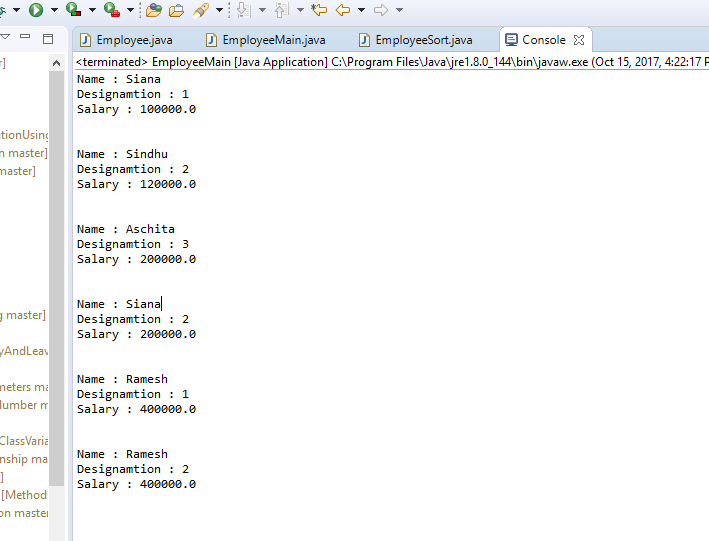 Employee.java EmployeeMain.java EmployeeSort.java Console
<terminated> EmployeeMain [Java Application] C:\Program Files\Java\jre1.8.0_144\bin\javaw.exe (Oct 15, 2017, 4:22:17 P
r]
ationUsing
n master]
master]
g master]
yAndLeav
meters ma
Number m
ClassVaria
nship ma
]
[Method
on master
Name : Siana
Designamtion : 1
Salary : 100000.0
Name : Sindhu
Designamtion : 2
Salary : 120000.0
Name : Aschita
Designamtion : 3
Salary : 200000.0
Name : Siana
Designamtion : 2
Salary : 200000.0
Name : Ramesh
Designamtion : 1
Salary : 400000.0
Name : Ramesh
Designamtion : 2
Salary : 400000.0